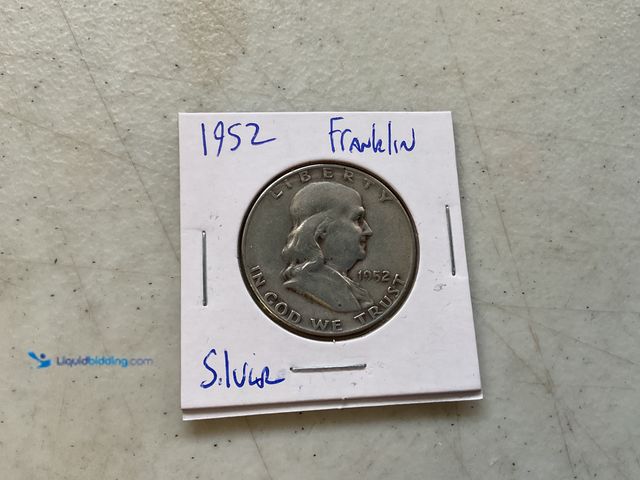 1952 Franklin
LIBERTY
1952
IN GOD WE TRUST
Liquidbidding.com
Silver